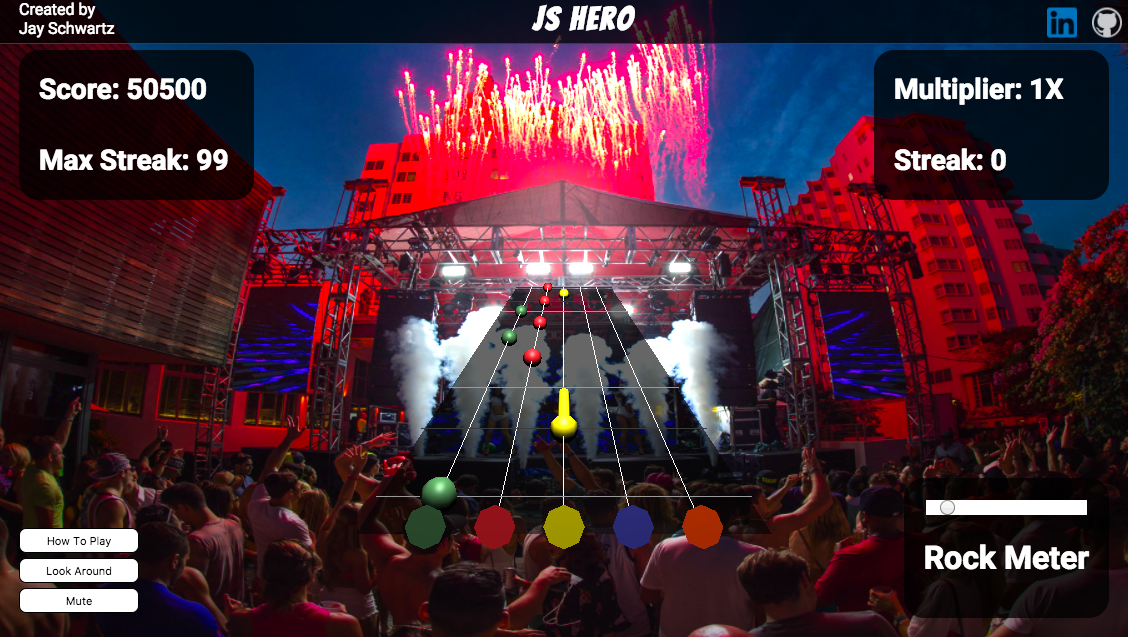 Created by
Jay Schwartz
JS HERO
in
Score: 50500
Max Streak: 99
Multiplier: 1X
Streak: 0
How To Play
Look Around
Mute
Rock Meter